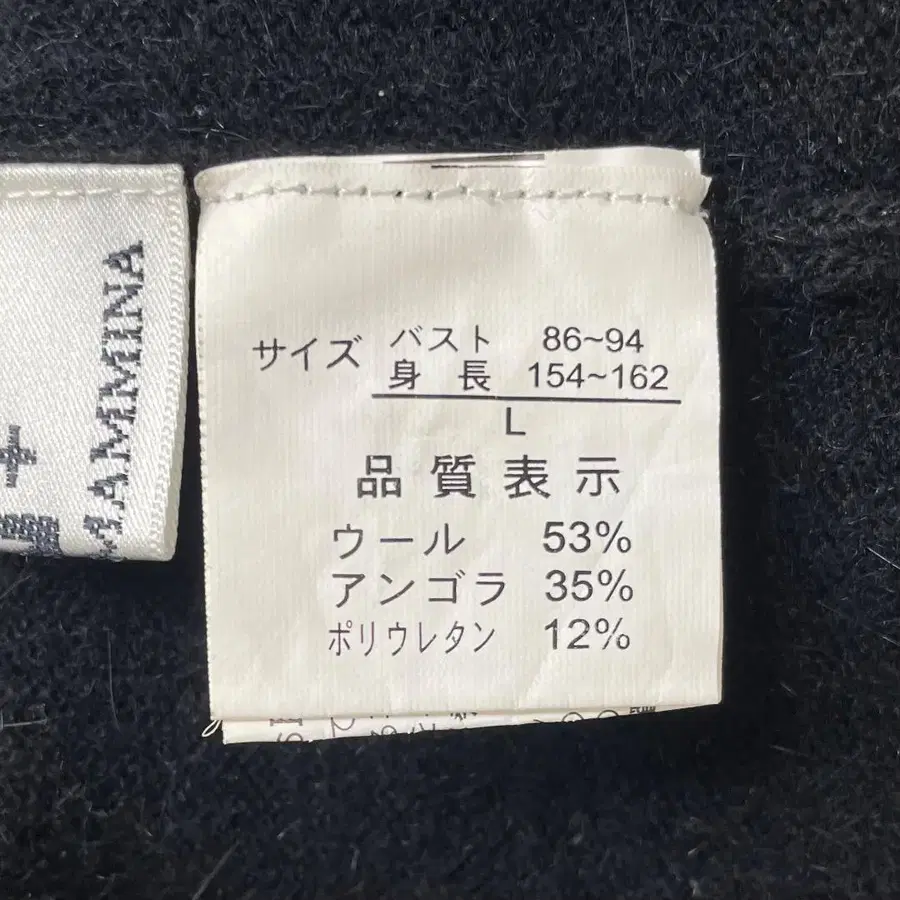 サイズ バスト 86~94
身長 154~162
L
品質表示
ウール 53%
アンゴラ 35%
ポリウレタン 12%